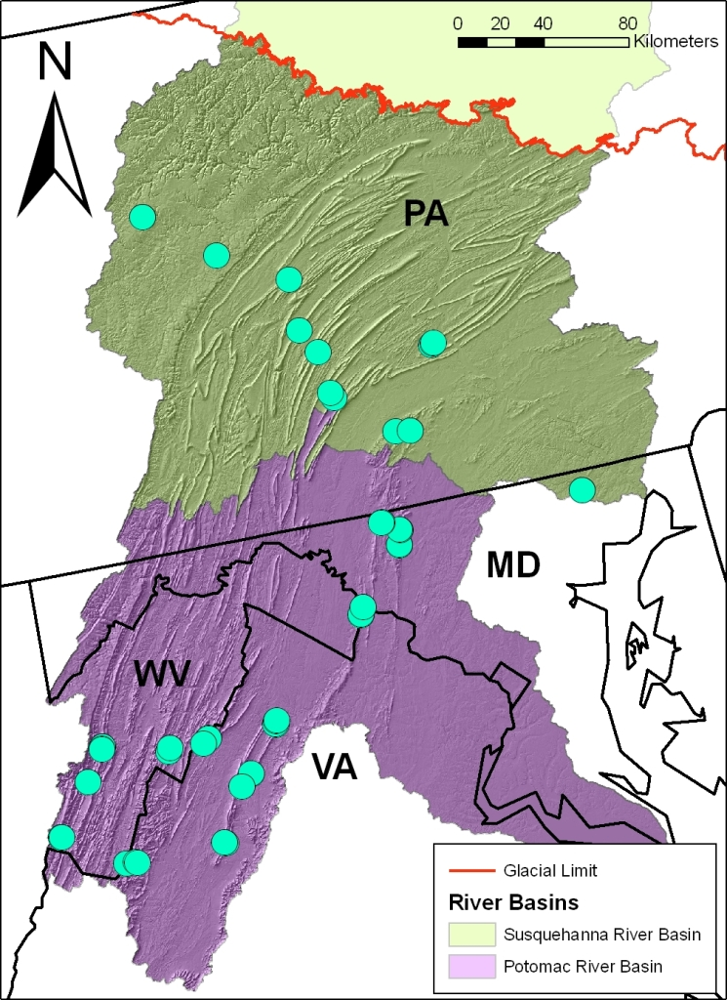 0 20 40 80
Kilometers
N
PA
MD
WV
VA
Glacial Limit
River Basins
Susquehanna River Basin
Potomac River Basin